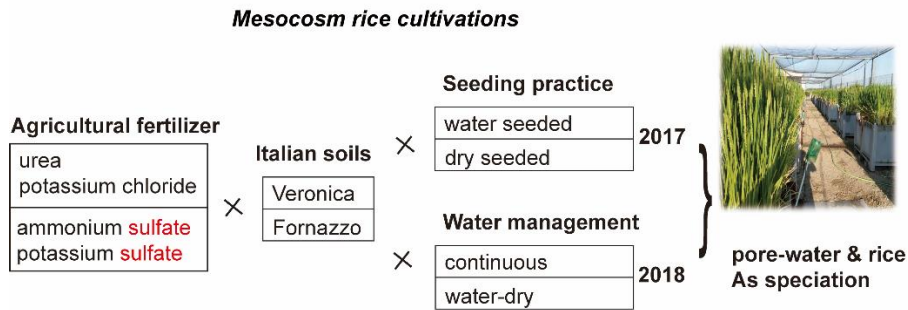 Mesocosm rice cultivations
Agricultural fertilizer
urea
potassium chloride
ammonium sulfate
potassium sulfate
×
Italian soils
Veronica
Fornazzo
×
Seeding practice
water seeded
dry seeded
2017
×
Water management
continuous
water-dry
2018
}
pore-water & rice
As speciation